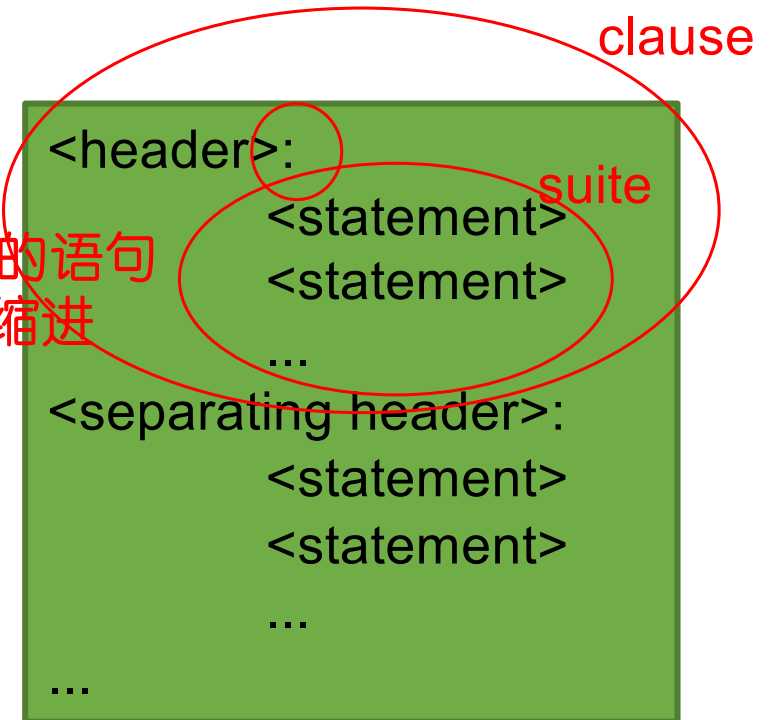 clause
<header>:
suite
<statement>
的语句
<statement>
缩进
...
<separating header>:
<statement>
<statement>
...
...